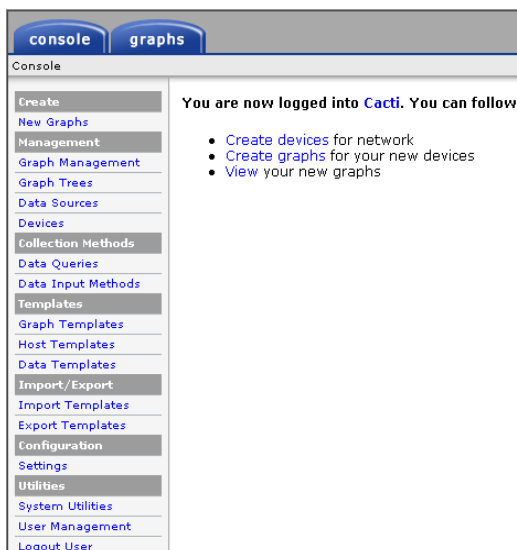 console graphs
Console
Create
New Graphs
Management
Graph Management
Graph Trees
Data Sources
Devices
Collection Methods
Data Queries
Data Input Methods
Templates
Graph Templates
Host Templates
Data Templates
Import/Export
Import Templates
Export Templates
Configuration
Settings
Utilities
System Utilities
User Management
Logout User
You are now logged into Cacti. You can follow
Create devices for network
Create graphs for your new devices
View your new graphs